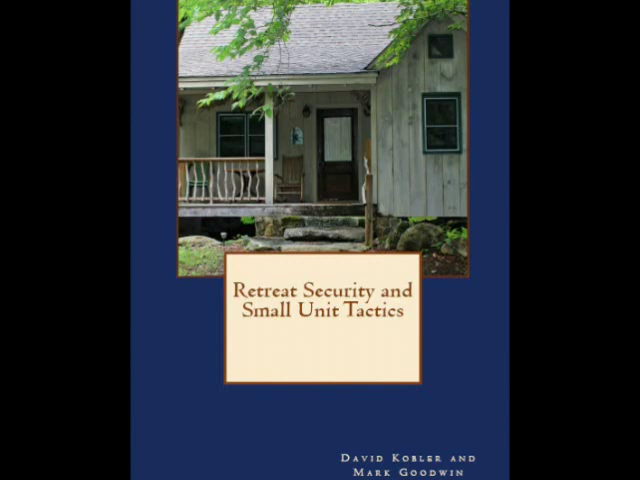 Retreat Security and
Small Unit Tactics
David Kobler and
Mark Goodwin